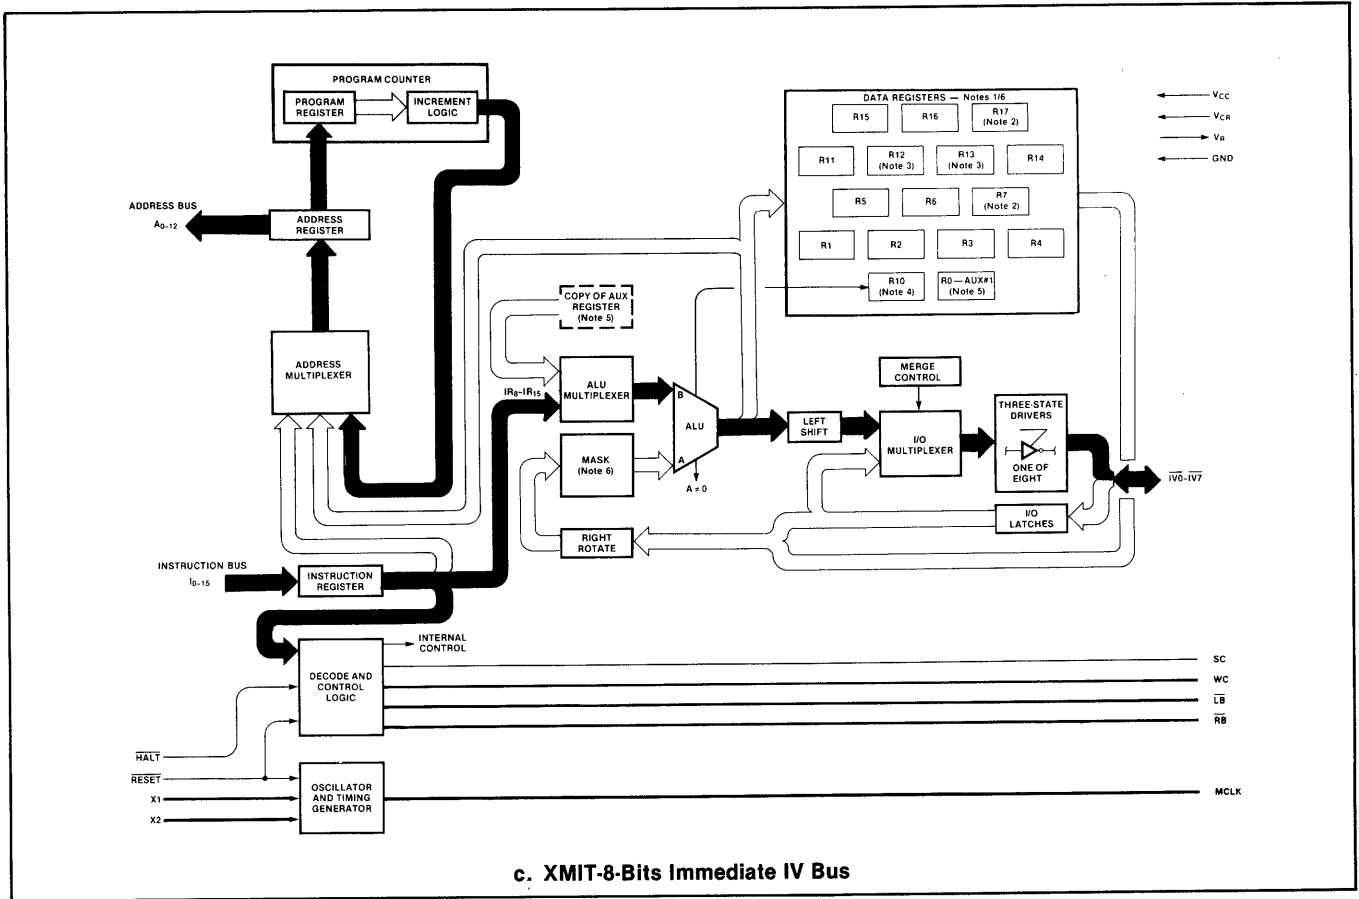 PROGRAM COUNTER
PROGRAM
REGISTER
INCREMENT
LOGIC
DATA REGISTERS — Notes 1/6
R15
R16
R17
(Note 2)
R11
R12
(Note 3)
R13
(Note 3)
R14
R5
R6
R7
(Note 2)
R1
R2
R3
R4
R10
(Note 4)
R0—AUX#1
(Note 5)
VCC
VCR
VR
GND
ADDRESS BUS
A0-12
ADDRESS
REGISTER
COPY OF AUX
REGISTER
(Note 5)
ADDRESS
MULTIPLEXER
IR8–IR15
ALU
MULTIPLEXER
B
ALU
A
A ≠ 0
MASK
(Note 6)
LEFT
SHIFT
MERGE
CONTROL
I/O
MULTIPLEXER
THREE-STATE
DRIVERS
ONE OF
EIGHT
IV0-IV7
I/O
LATCHES
RIGHT
ROTATE
INSTRUCTION BUS
I0-15
INSTRUCTION
REGISTER
INTERNAL
CONTROL
DECODE AND
CONTROL
LOGIC
SC
WC
LB
RB
HALT
RESET
X1
X2
OSCILLATOR
AND TIMING
GENERATOR
MCLK
c. XMIT-8-Bits Immediate IV Bus